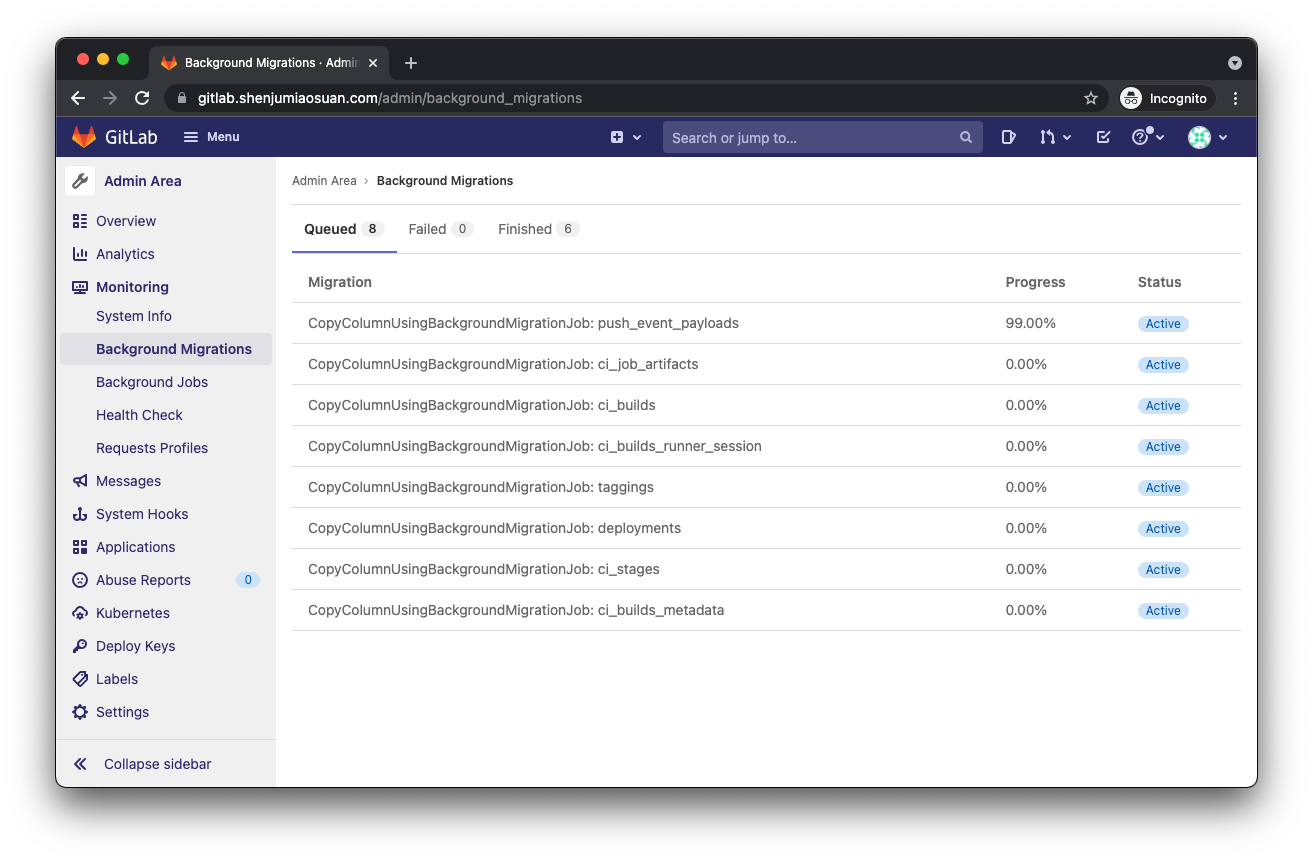 Background Migrations · Admin
gitlab.shenjumiaosuan.com/admin/background_migrations
Incognito
GitLab
Menu
Search or jump to...
Admin Area
Overview
Analytics
Monitoring
System Info
Background Migrations
Background Jobs
Health Check
Requests Profiles
Messages
System Hooks
Applications
Abuse Reports 0
Kubernetes
Deploy Keys
Labels
Settings
Collapse sidebar
Admin Area › Background Migrations
Queued 8 Failed 0 Finished 6
Migration Progress Status
CopyColumnUsingBackgroundMigrationJob: push_event_payloads 99.00% Active
CopyColumnUsingBackgroundMigrationJob: ci_job_artifacts 0.00% Active
CopyColumnUsingBackgroundMigrationJob: ci_builds 0.00% Active
CopyColumnUsingBackgroundMigrationJob: ci_builds_runner_session 0.00% Active
CopyColumnUsingBackgroundMigrationJob: taggings 0.00% Active
CopyColumnUsingBackgroundMigrationJob: deployments 0.00% Active
CopyColumnUsingBackgroundMigrationJob: ci_stages 0.00% Active
CopyColumnUsingBackgroundMigrationJob: ci_builds_metadata 0.00% Active